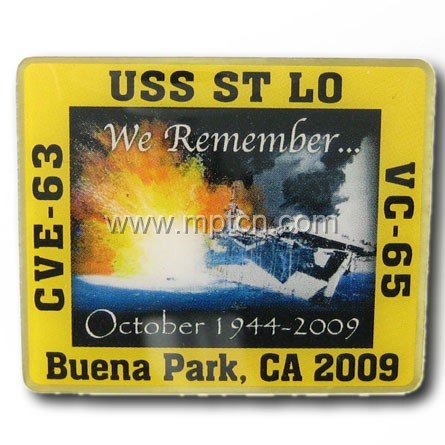 USS ST LO
We Remember...
CVE-63
VC-65
www.mptcn.com
October 1944-2009
Buena Park, CA 2009